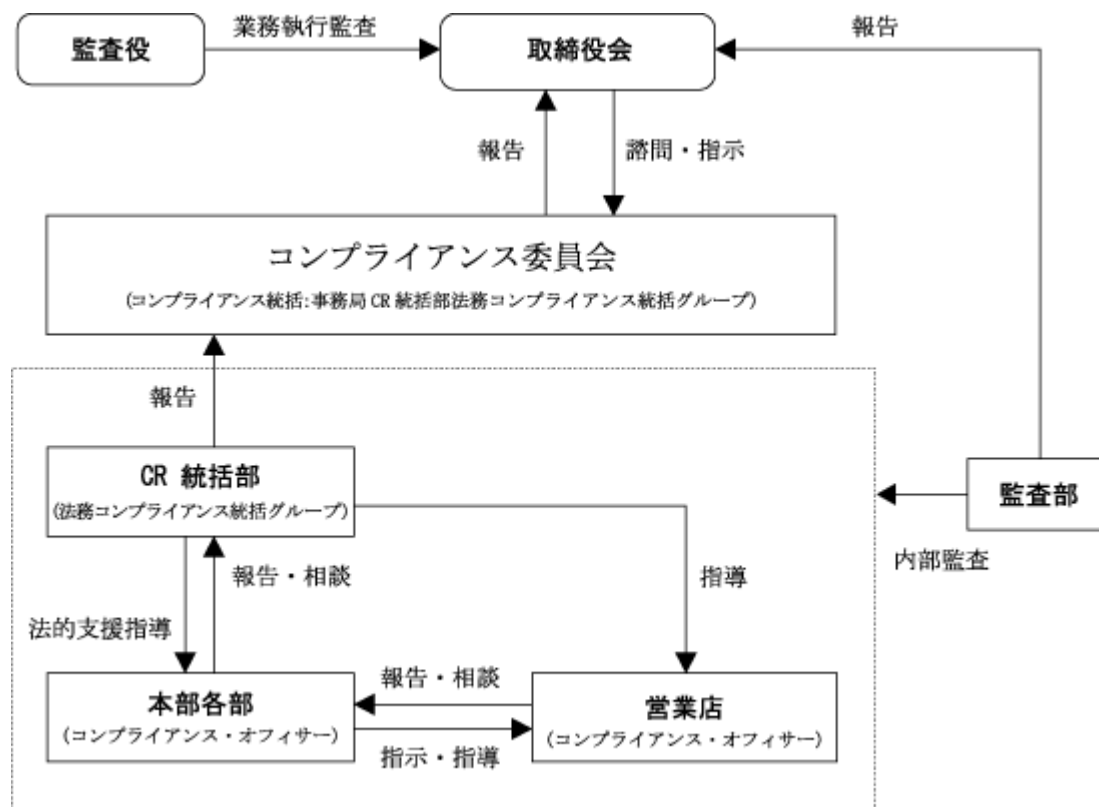 監査役
業務執行監査
取締役会
報告
報告
諮問・指示
コンプライアンス委員会
(コンプライアンス統括:事務局 CR 統括部法務コンプライアンス統括グループ)
報告
CR 統括部
(法務コンプライアンス統括グループ)
監査部
内部監査
報告・相談
指導
法的支援指導
本部各部
(コンプライアンス・オフィサー)
報告・相談
指示・指導
営業店
(コンプライアンス・オフィサー)